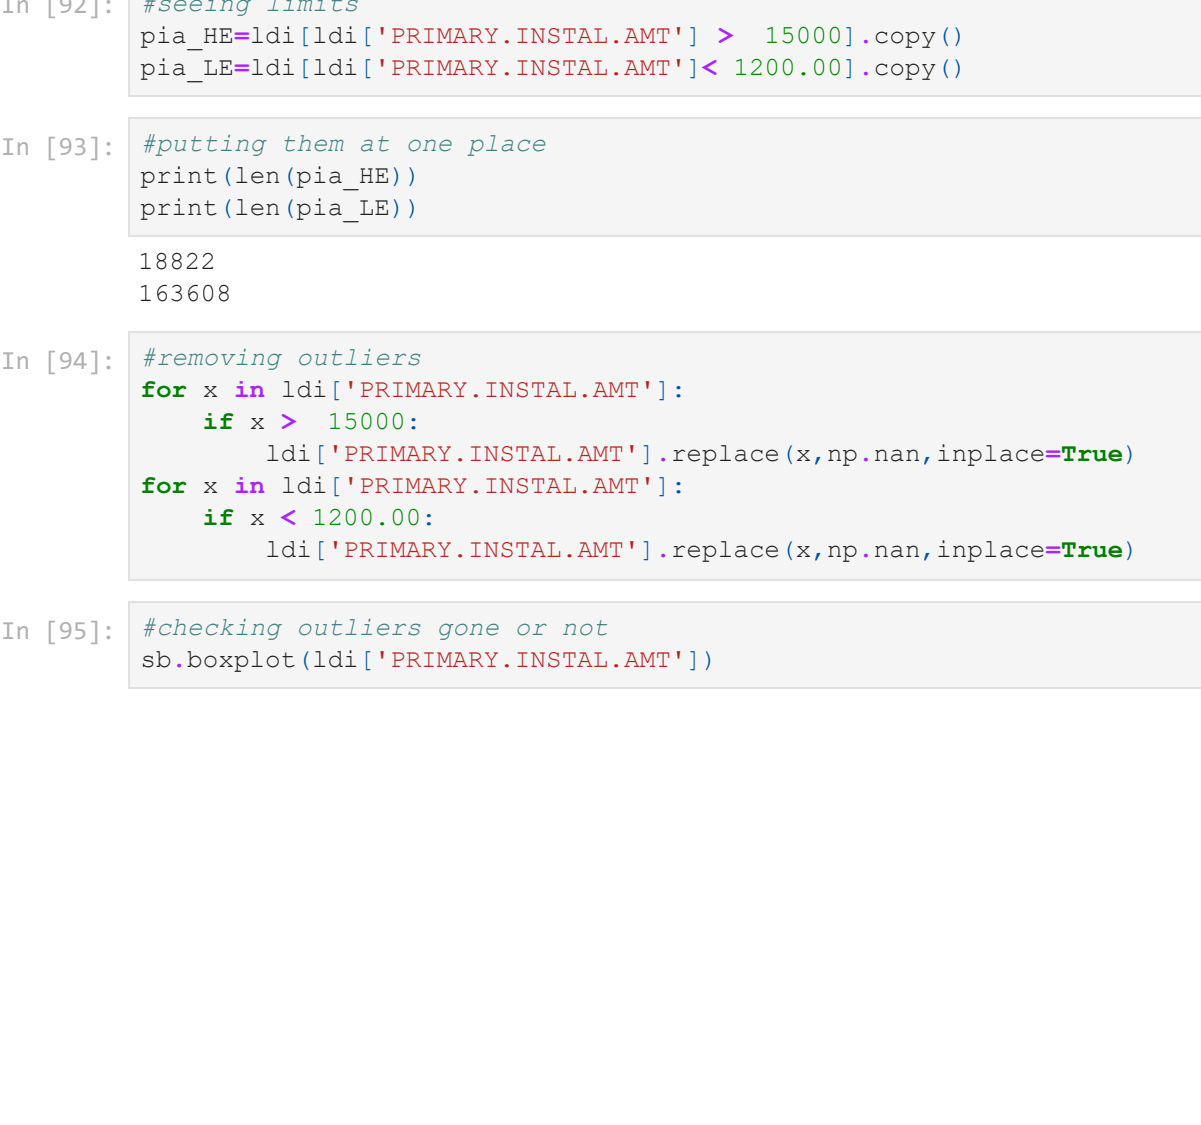 In [92]: #seeing limits
pia_HE=ldi[ldi['PRIMARY.INSTAL.AMT'] >  15000].copy()
pia_LE=ldi[ldi['PRIMARY.INSTAL.AMT']< 1200.00].copy()
In [93]: #putting them at one place
print(len(pia_HE))
print(len(pia_LE))
18822
163608
In [94]: #removing outliers
for x in ldi['PRIMARY.INSTAL.AMT']:
    if x >  15000:
        ldi['PRIMARY.INSTAL.AMT'].replace(x,np.nan,inplace=True)
for x in ldi['PRIMARY.INSTAL.AMT']:
    if x < 1200.00:
        ldi['PRIMARY.INSTAL.AMT'].replace(x,np.nan,inplace=True)
In [95]: #checking outliers gone or not
sb.boxplot(ldi['PRIMARY.INSTAL.AMT'])